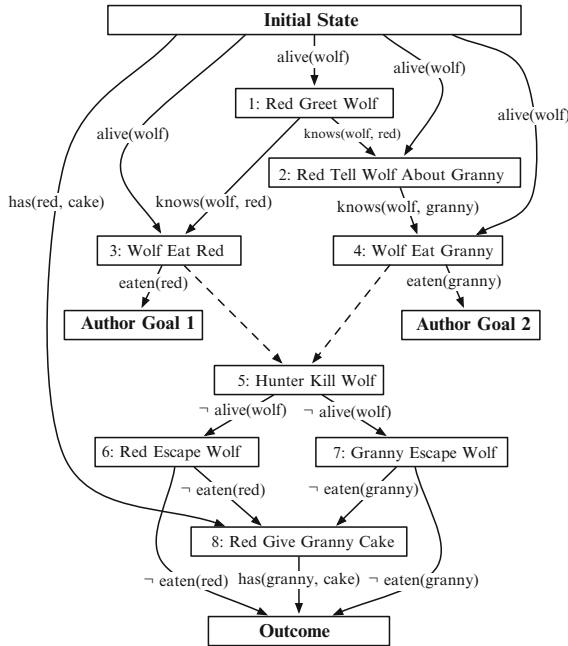 Initial State
alive(wolf)
alive(wolf)
1: Red Greet Wolf
alive(wolf)
alive(wolf)
knows(wolf, red)
2: Red Tell Wolf About Granny
has(red, cake)
knows(wolf, red)
knows(wolf, granny)
3: Wolf Eat Red
4: Wolf Eat Granny
eaten(red)
eaten(granny)
Author Goal 1
Author Goal 2
5: Hunter Kill Wolf
¬ alive(wolf)
¬ alive(wolf)
6: Red Escape Wolf
7: Granny Escape Wolf
¬ eaten(red)
¬ eaten(granny)
8: Red Give Granny Cake
¬ eaten(red)
has(granny, cake)
¬ eaten(granny)
Outcome